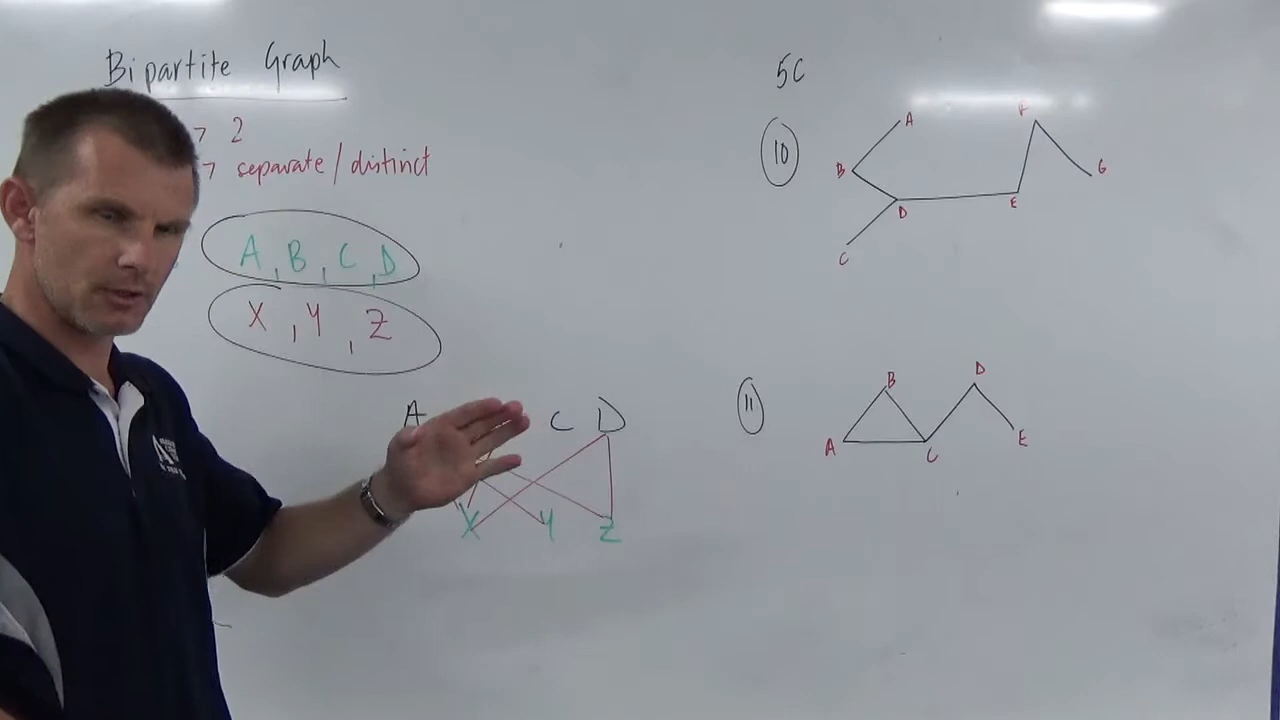 Bipartite Graph
→ 2
→ separate / distinct
A, B, C, D
X, Y, Z
A C D
X Y Z
5C
10
A
B
C
D
E
F
G
11
A
B
C
D
E